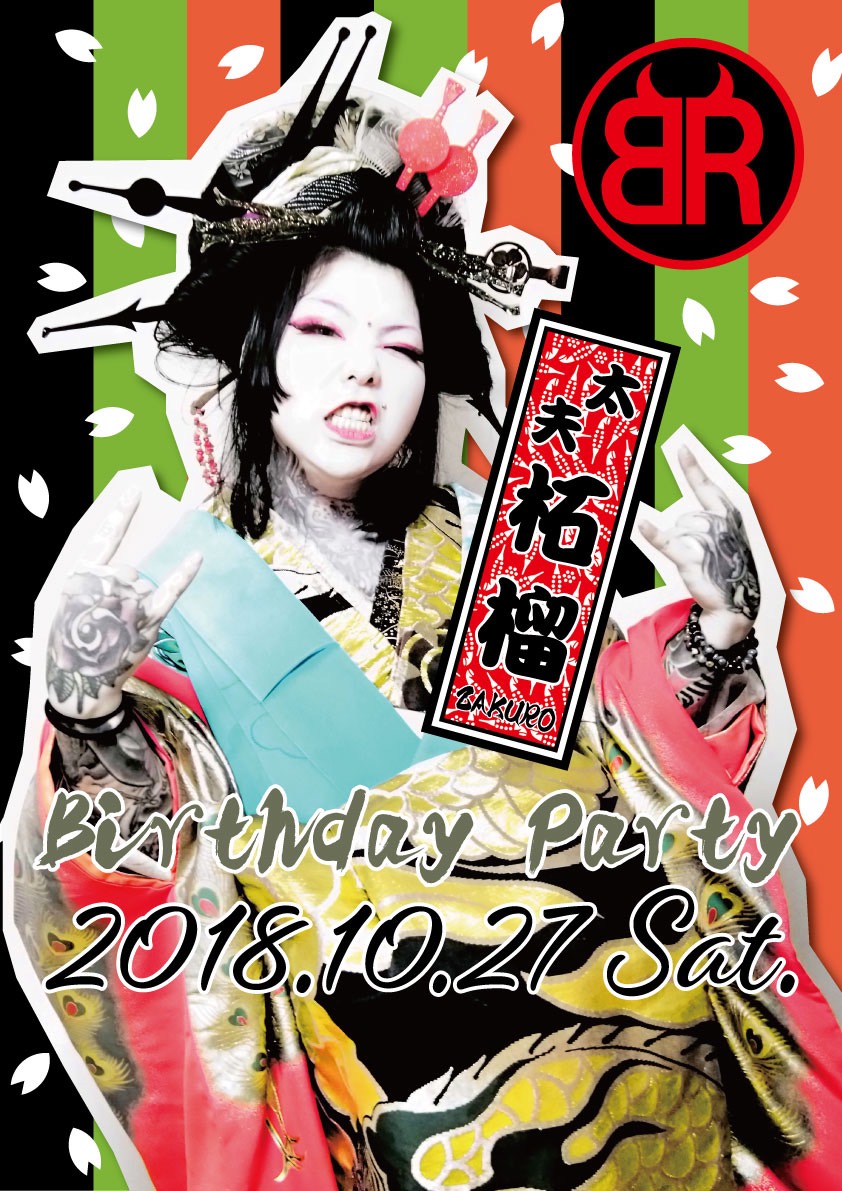 BR
太夫
柘榴
ZAKURO
Birthday Party
2018.10.27 Sat.